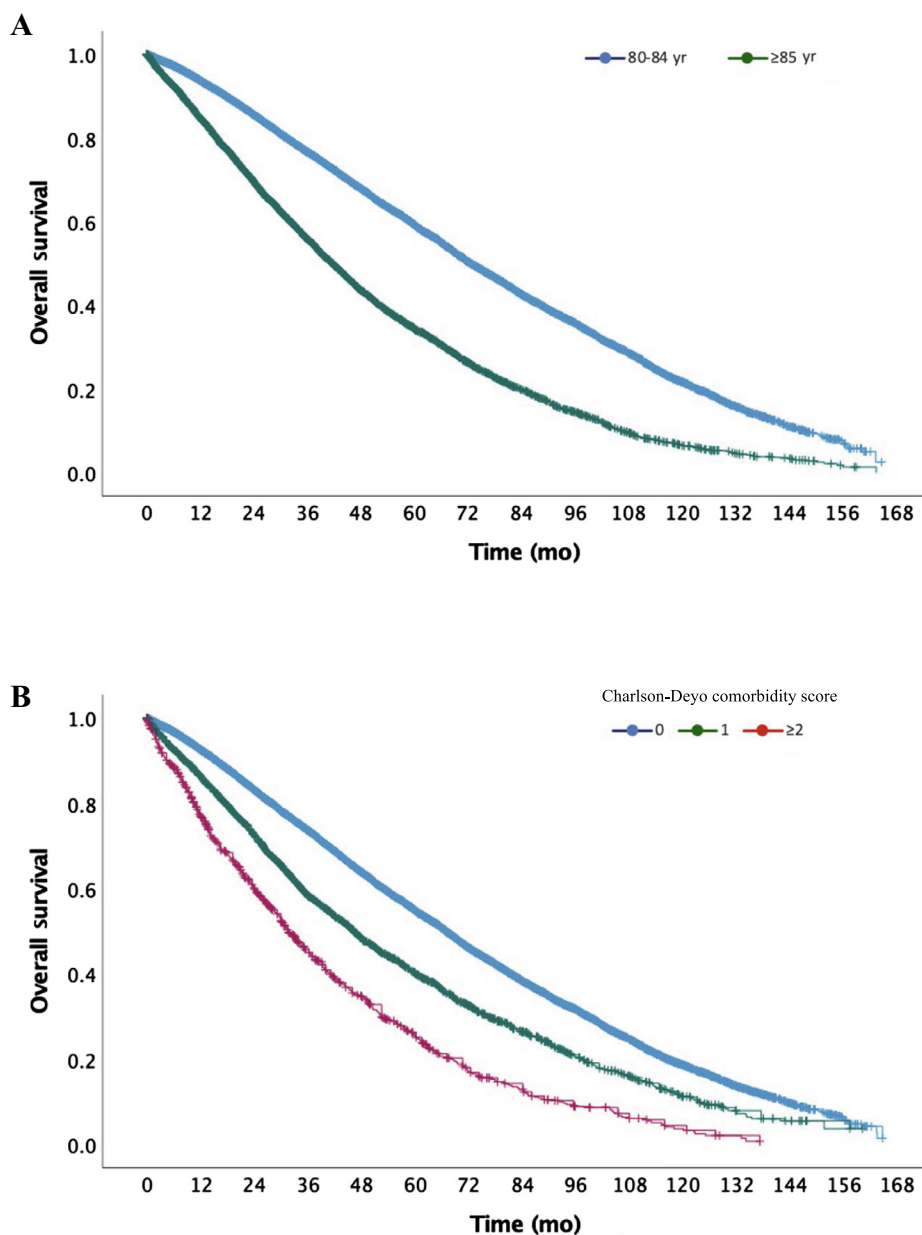 A
80-84 yr ≥85 yr
1.0
0.8
0.6
0.4
0.2
0.0
Overall survival
0 12 24 36 48 60 72 84 96 108 120 132 144 156 168
Time (mo)
B
Charlson-Deyo comorbidity score
0 1 ≥2
1.0
0.8
0.6
0.4
0.2
0.0
Overall survival
0 12 24 36 48 60 72 84 96 108 120 132 144 156 168
Time (mo)